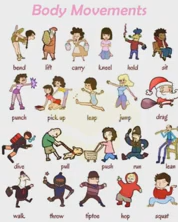 Body Movements
bend lift carry kneel hold sit
punch pick up leap jump drag
dive pull push run lean
walk throw tiptoe hop squat